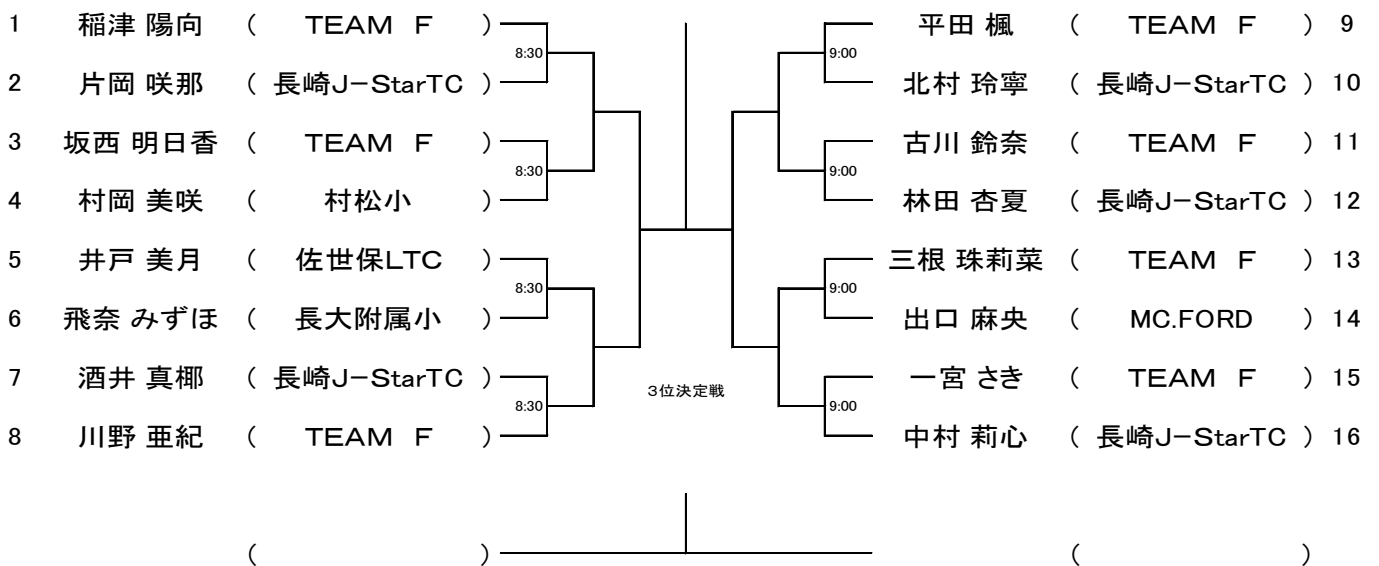 1 稲津 陽向 ( TEAM F ) 平田 楓 ( TEAM F ) 9
8:30 9:00
2 片岡 咲那 ( 長崎J-StarTC ) 北村 玲寧 ( 長崎J-StarTC ) 10
3 坂西 明日香 ( TEAM F ) 古川 鈴奈 ( TEAM F ) 11
8:30 9:00
4 村岡 美咲 ( 村松小 ) 林田 杏夏 ( 長崎J-StarTC ) 12
5 井戸 美月 ( 佐世保LTC ) 三根 珠莉菜 ( TEAM F ) 13
8:30 9:00
6 飛奈 みずほ ( 長大附属小 ) 出口 麻央 ( MC.FORD ) 14
7 酒井 真梛 ( 長崎J-StarTC ) 一宮 さき ( TEAM F ) 15
3位決定戦
8:30 9:00
8 川野 亜紀 ( TEAM F ) 中村 莉心 ( 長崎J-StarTC ) 16
( ) ( )